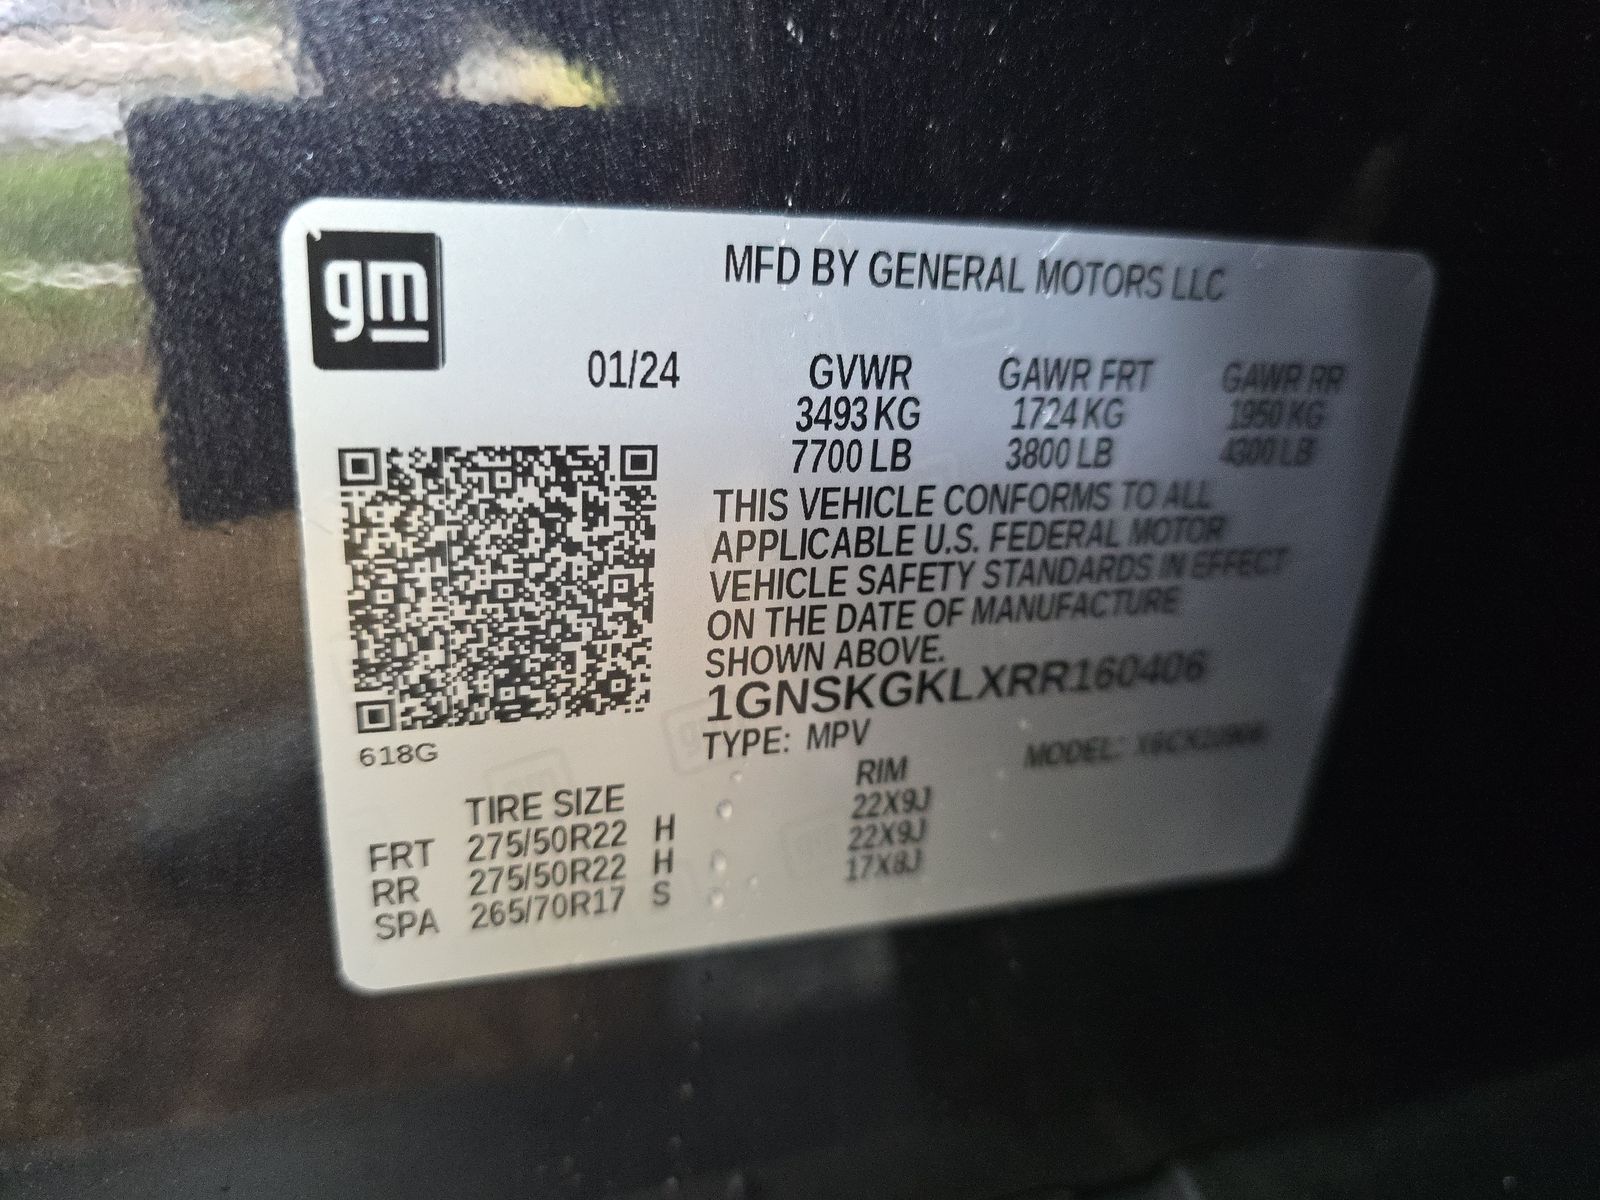 gm
MFD BY GENERAL MOTORS LLC
01/24 GVWR GAWR FRT GAWR RR
3493 KG 1724 KG 1950 KG
7700 LB 3800 LB 4300 LB
THIS VEHICLE CONFORMS TO ALL
APPLICABLE U.S. FEDERAL MOTOR
VEHICLE SAFETY STANDARDS IN EFFECT
ON THE DATE OF MANUFACTURE
SHOWN ABOVE.
1GNSKGKLXRR160406
618G
TYPE: MPV MODEL:
TIRE SIZE RIM
FRT 275/50R22 H 22X9J
RR 275/50R22 H 22X9J
SPA 265/70R17 S 17X8J